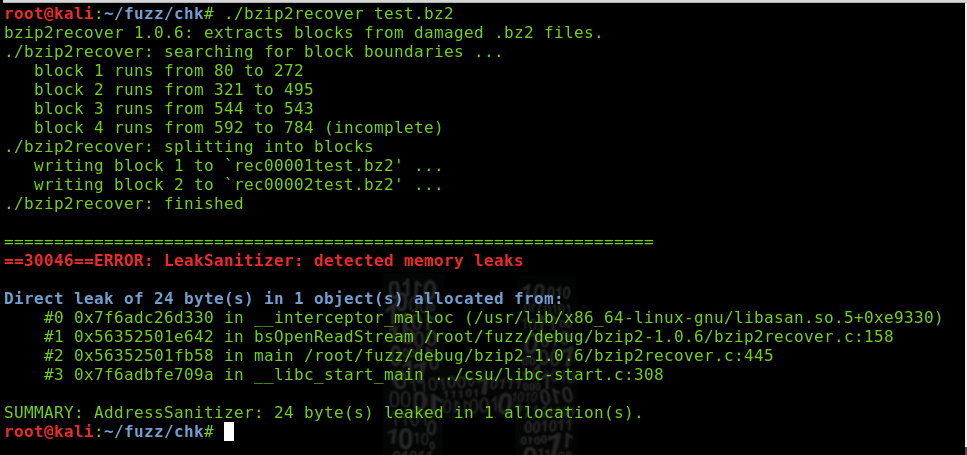 root@kali:~/fuzz/chk# ./bzip2recover test.bz2
bzip2recover 1.0.6: extracts blocks from damaged .bz2 files.
./bzip2recover: searching for block boundaries ...
   block 1 runs from 80 to 272
   block 2 runs from 321 to 495
   block 3 runs from 544 to 543
   block 4 runs from 592 to 784 (incomplete)
./bzip2recover: splitting into blocks
   writing block 1 to `rec00001test.bz2' ...
   writing block 2 to `rec00002test.bz2' ...
./bzip2recover: finished

=================================================================
==30046==ERROR: LeakSanitizer: detected memory leaks

Direct leak of 24 byte(s) in 1 object(s) allocated from:
    #0 0x7f6adc26d330 in __interceptor_malloc (/usr/lib/x86_64-linux-gnu/libasan.so.5+0xe9330)
    #1 0x56352501e642 in bsOpenReadStream /root/fuzz/debug/bzip2-1.0.6/bzip2recover.c:158
    #2 0x56352501fb58 in main /root/fuzz/debug/bzip2-1.0.6/bzip2recover.c:445
    #3 0x7f6adbfe709a in __libc_start_main ../csu/libc-start.c:308

SUMMARY: AddressSanitizer: 24 byte(s) leaked in 1 allocation(s).
root@kali:~/fuzz/chk#